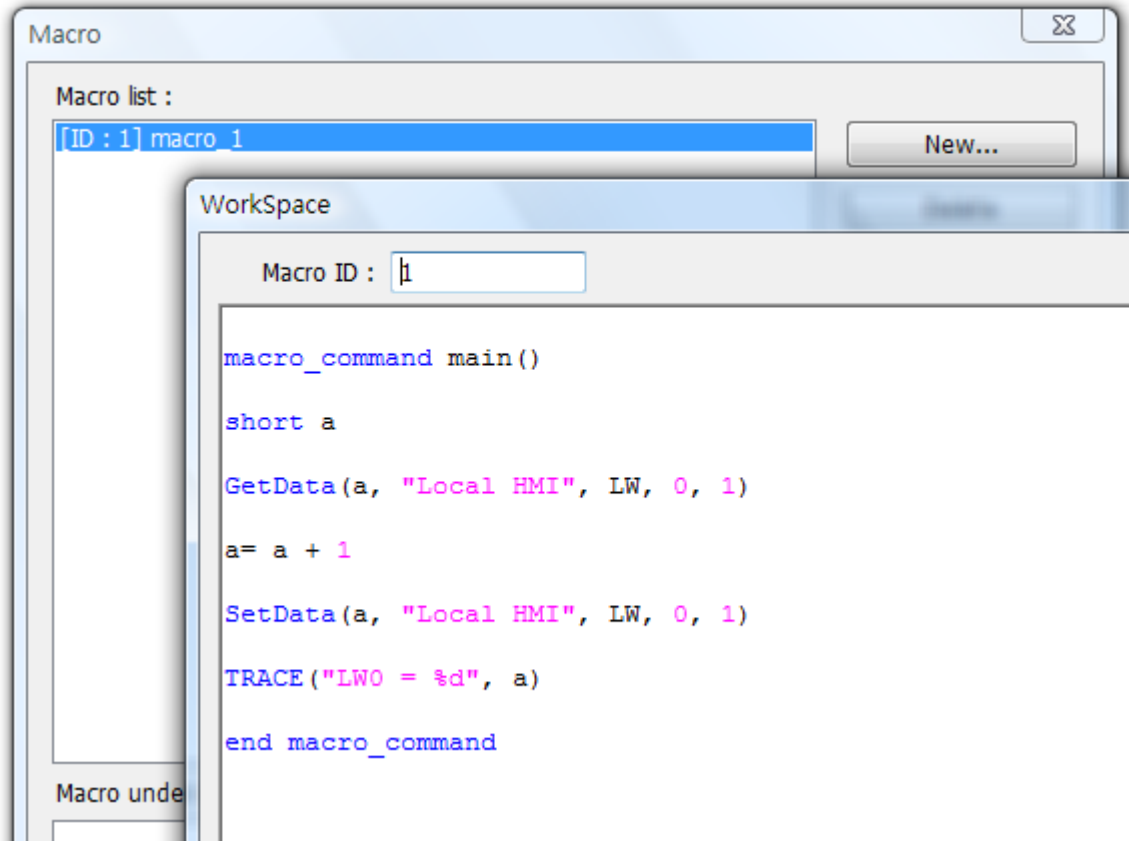 Macro
Macro list :
[ID : 1] macro_1
New...
WorkSpace
Macro ID : 1
macro_command main()
short a
GetData(a, "Local HMI", LW, 0, 1)
a= a + 1
SetData(a, "Local HMI", LW, 0, 1)
TRACE("LW0 = %d", a)
end macro_command
Macro unde